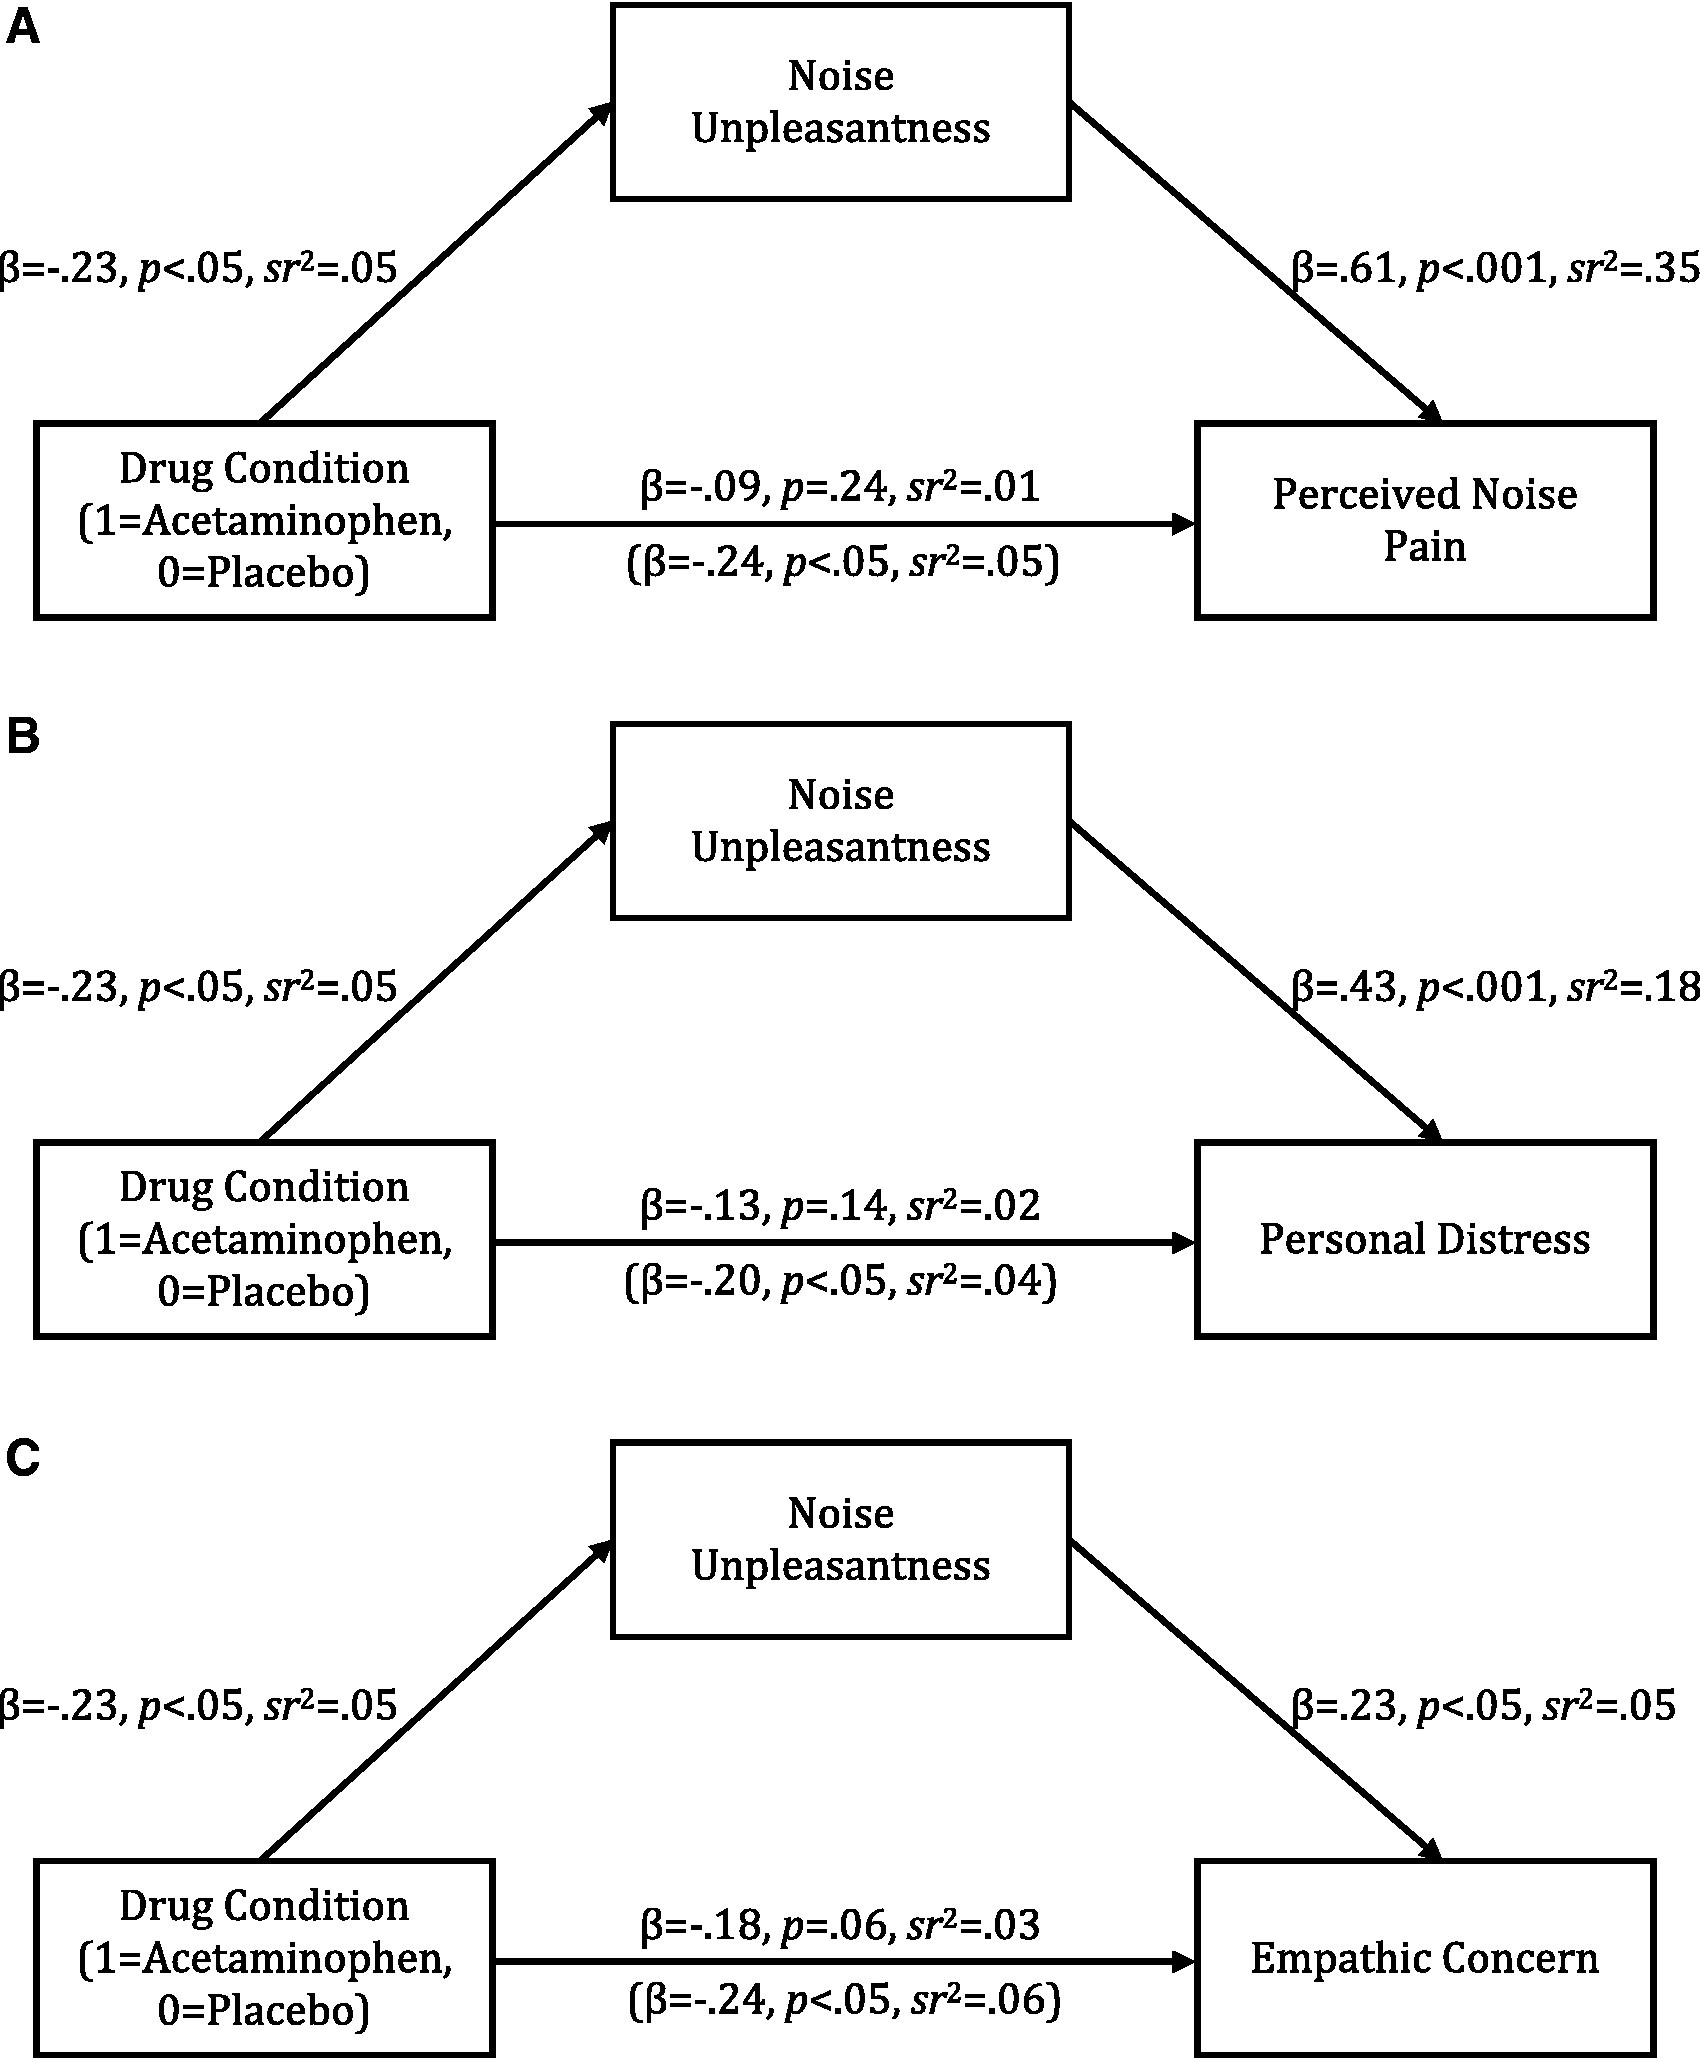 A
Noise
Unpleasantness
β=-.23, p<.05, sr²=.05
β=.61, p<.001, sr²=.35
Drug Condition
(1=Acetaminophen,
0=Placebo)
β=-.09, p=.24, sr²=.01
(β=-.24, p<.05, sr²=.05)
Perceived Noise
Pain
B
Noise
Unpleasantness
β=-.23, p<.05, sr²=.05
β=.43, p<.001, sr²=.18
Drug Condition
(1=Acetaminophen,
0=Placebo)
β=-.13, p=.14, sr²=.02
(β=-.20, p<.05, sr²=.04)
Personal Distress
C
Noise
Unpleasantness
β=-.23, p<.05, sr²=.05
β=.23, p<.05, sr²=.05
Drug Condition
(1=Acetaminophen,
0=Placebo)
β=-.18, p=.06, sr²=.03
(β=-.24, p<.05, sr²=.06)
Empathic Concern